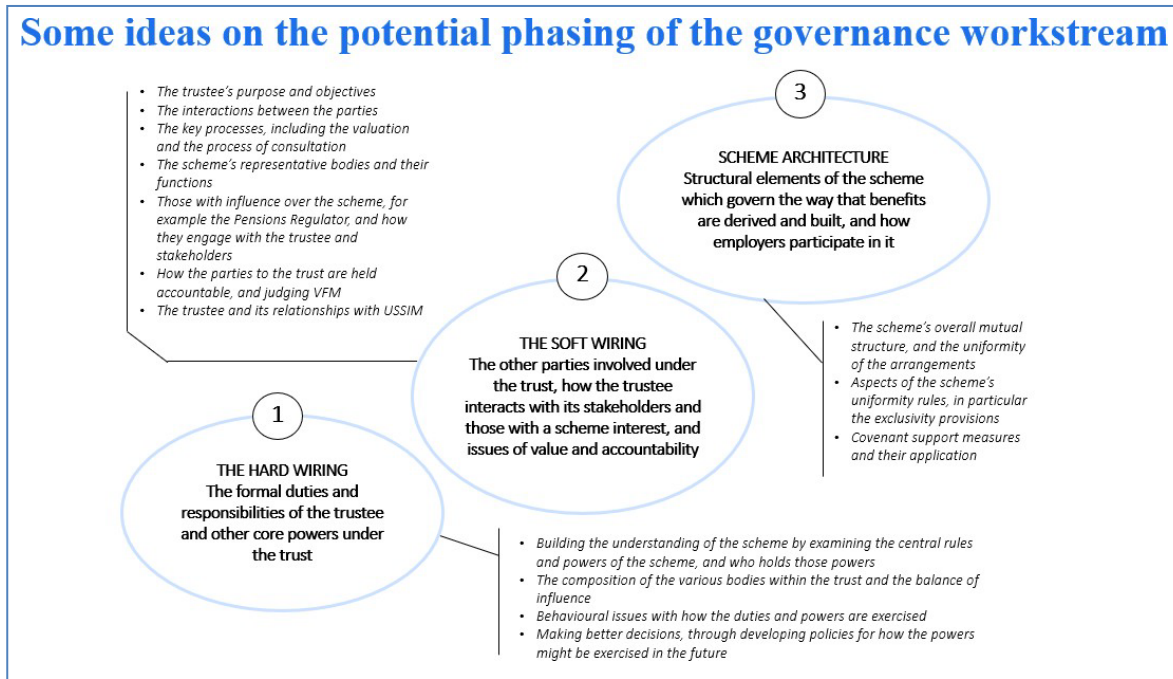 Some ideas on the potential phasing of the governance workstream
• The trustee's purpose and objectives
• The interactions between the parties
• The key processes, including the valuation
and the process of consultation
• The scheme's representative bodies and their
functions
• Those with influence over the scheme, for
example the Pensions Regulator, and how
they engage with the trustee and
stakeholders
• How the parties to the trust are held
accountable, and judging VFM
• The trustee and its relationships with USSIM
3
SCHEME ARCHITECTURE
Structural elements of the scheme
which govern the way that benefits
are derived and built, and how
employers participate in it
• The scheme's overall mutual
structure, and the uniformity
of the arrangements
• Aspects of the scheme's
uniformity rules, in particular
the exclusivity provisions
• Covenant support measures
and their application
2
THE SOFT WIRING
The other parties involved under
the trust, how the trustee
interacts with its stakeholders and
those with a scheme interest, and
issues of value and accountability
1
THE HARD WIRING
The formal duties and
responsibilities of the trustee
and other core powers under
the trust
• Building the understanding of the scheme by examining the central rules
and powers of the scheme, and who holds those powers
• The composition of the various bodies within the trust and the balance of
influence
• Behavioural issues with how the duties and powers are exercised
• Making better decisions, through developing policies for how the powers
might be exercised in the future